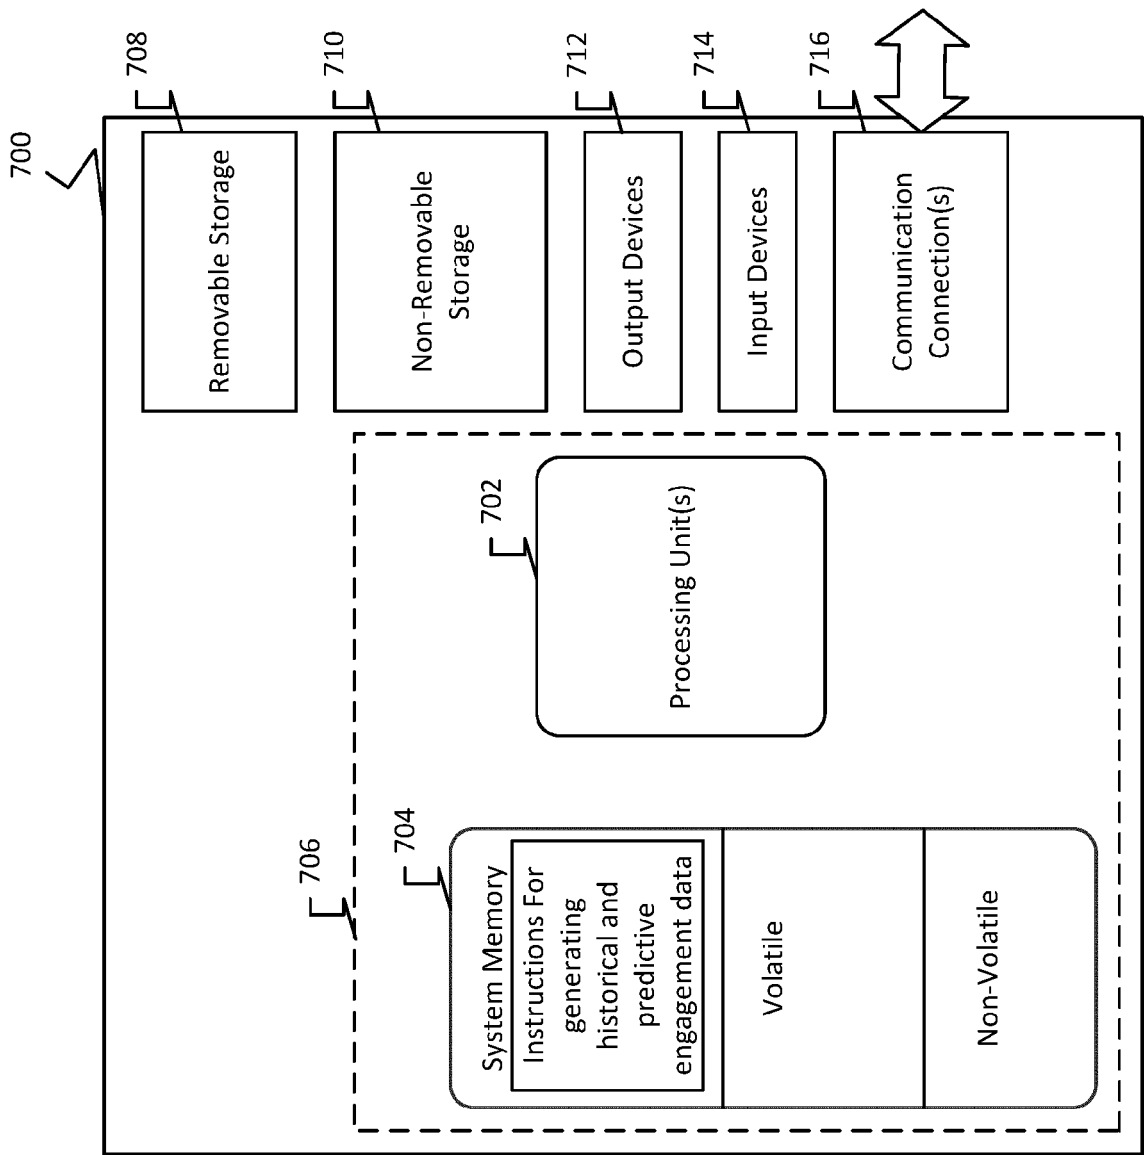 700
706
704
System Memory
Instructions For
generating
historical and
predictive
engagement data
Volatile
Non-Volatile
702
Processing Unit(s)
708
Removable Storage
710
Non-Removable
Storage
712
Output Devices
714
Input Devices
716
Communication
Connection(s)